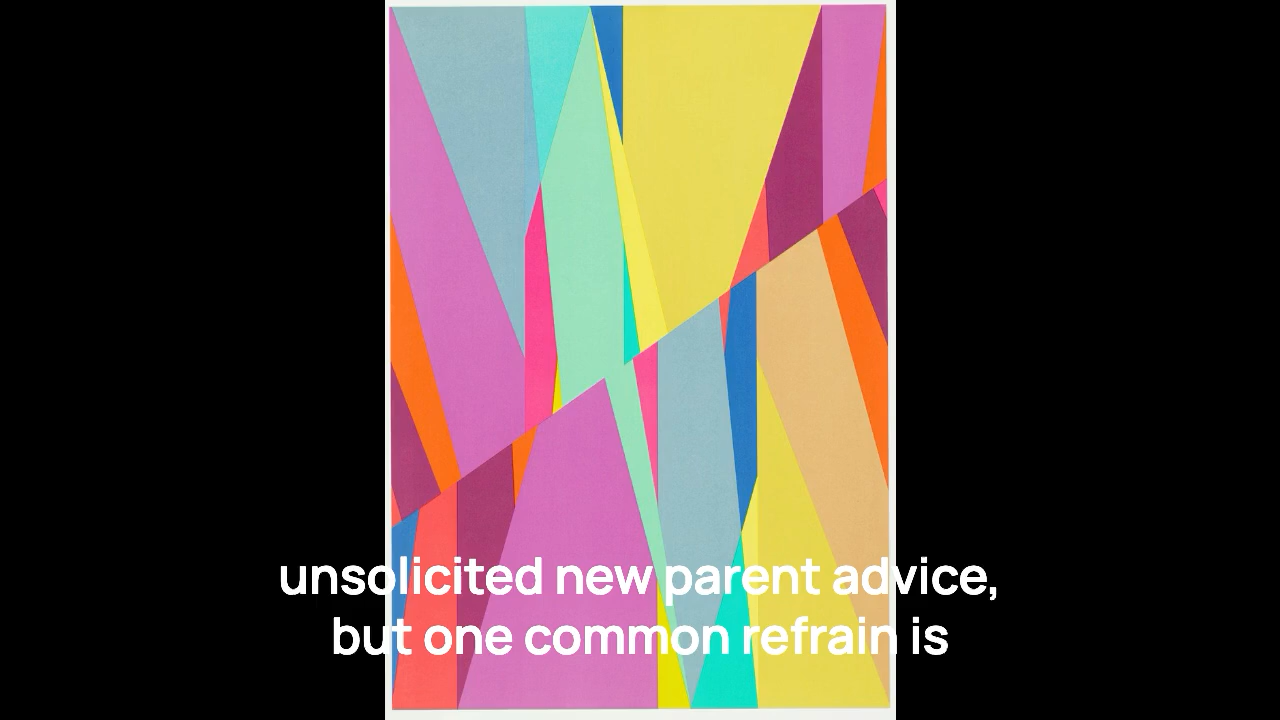 unsolicited new parent advice,
but one common refrain is